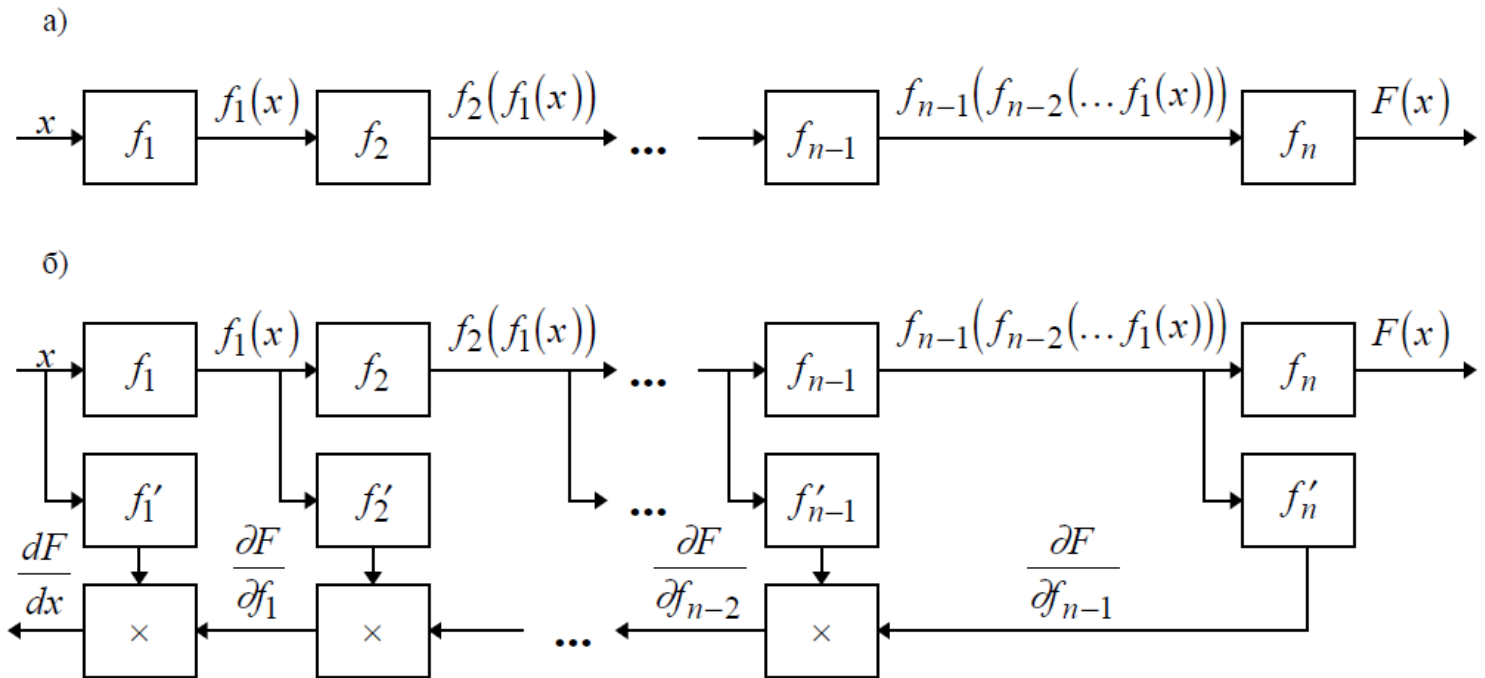 а)
x f₁ f₁(x) f₂ f₂(f₁(x)) ... fₙ₋₁ fₙ₋₁(fₙ₋₂(…f₁(x))) fₙ F(x)
б)
x f₁ f₁(x) f₂ f₂(f₁(x)) ... fₙ₋₁ fₙ₋₁(fₙ₋₂(…f₁(x))) fₙ F(x)
f₁′ f₂′ ... f′ₙ₋₁ fₙ′
dF/dx × ∂F/∂f₁ × ... ∂F/∂fₙ₋₂ × ∂F/∂fₙ₋₁